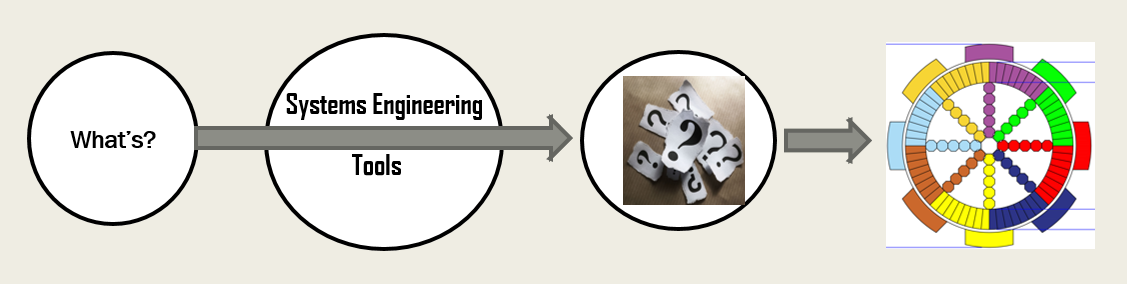 What's?
Systems Engineering
Tools
? ? ? ? ? ? ?